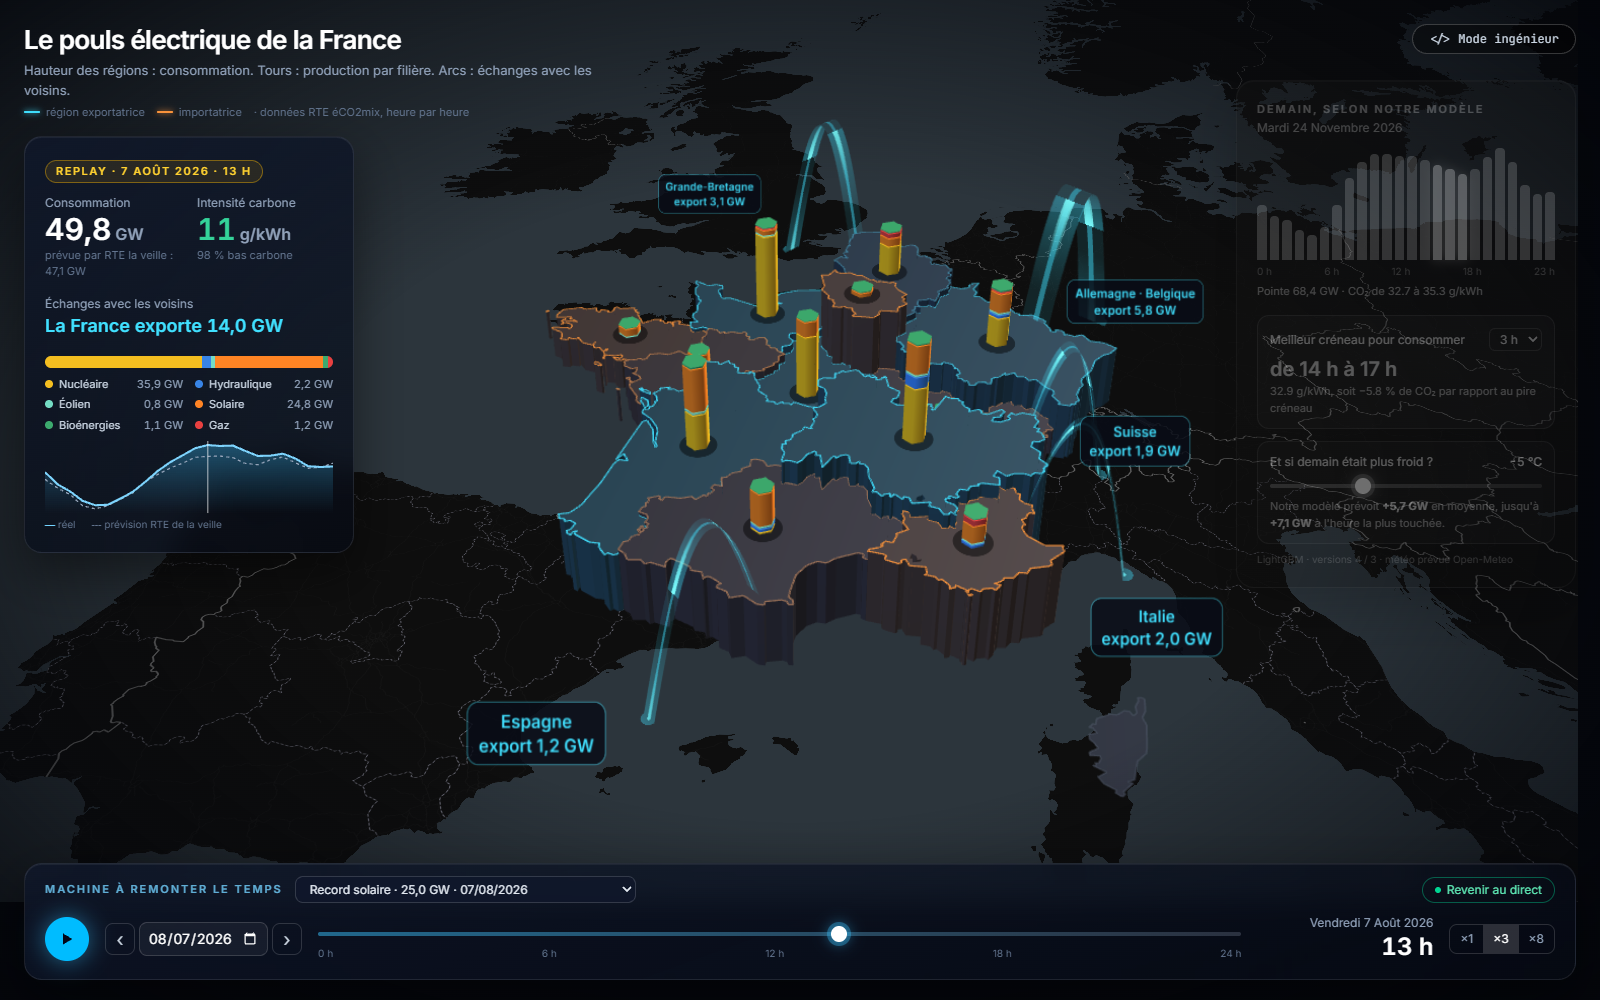 Le pouls électrique de la France
Hauteur des régions : consommation. Tours : production par filière. Arcs : échanges avec les
voisins.
région exportatrice importatrice · données RTE éCO2mix, heure par heure
</> Mode ingénieur
REPLAY · 7 AOÛT 2026 · 13 H
Consommation Intensité carbone
49,8 GW 11 g/kWh
prévue par RTE la veille : 98 % bas carbone
47,1 GW
Échanges avec les voisins
La France exporte 14,0 GW
Nucléaire 35,9 GW Hydraulique 2,2 GW
Éolien 0,8 GW Solaire 24,8 GW
Bioénergies 1,1 GW Gaz 1,2 GW
— réel — prévision RTE de la veille
Grande-Bretagne
export 3,1 GW
Allemagne · Belgique
export 5,8 GW
Suisse
export 1,9 GW
Italie
export 2,0 GW
Espagne
export 1,2 GW
DEMAIN, SELON NOTRE MODÈLE
Mardi 24 Novembre 2026
0 h 6 h 12 h 18 h 23 h
Pointe 68,4 GW · CO₂ de 32.7 à 35.3 g/kWh
Meilleur créneau pour consommer 3 h
de 14 h à 17 h
32.9 g/kWh, soit −5.8 % de CO₂ par rapport au pire
créneau
Et si demain était plus froid ? -5 °C
Notre modèle prévoit +5,7 GW en moyenne, jusqu'à
+7,1 GW à l'heure la plus touchée.
LightGBM · versions 4 / 3 · météo prévue Open-Meteo
MACHINE À REMONTER LE TEMPS Record solaire · 25,0 GW · 07/08/2026
Revenir au direct
‹ 08/07/2026 ›
0 h 6 h 12 h 18 h 24 h
Vendredi 7 Août 2026
13 h
×1 ×3 ×8